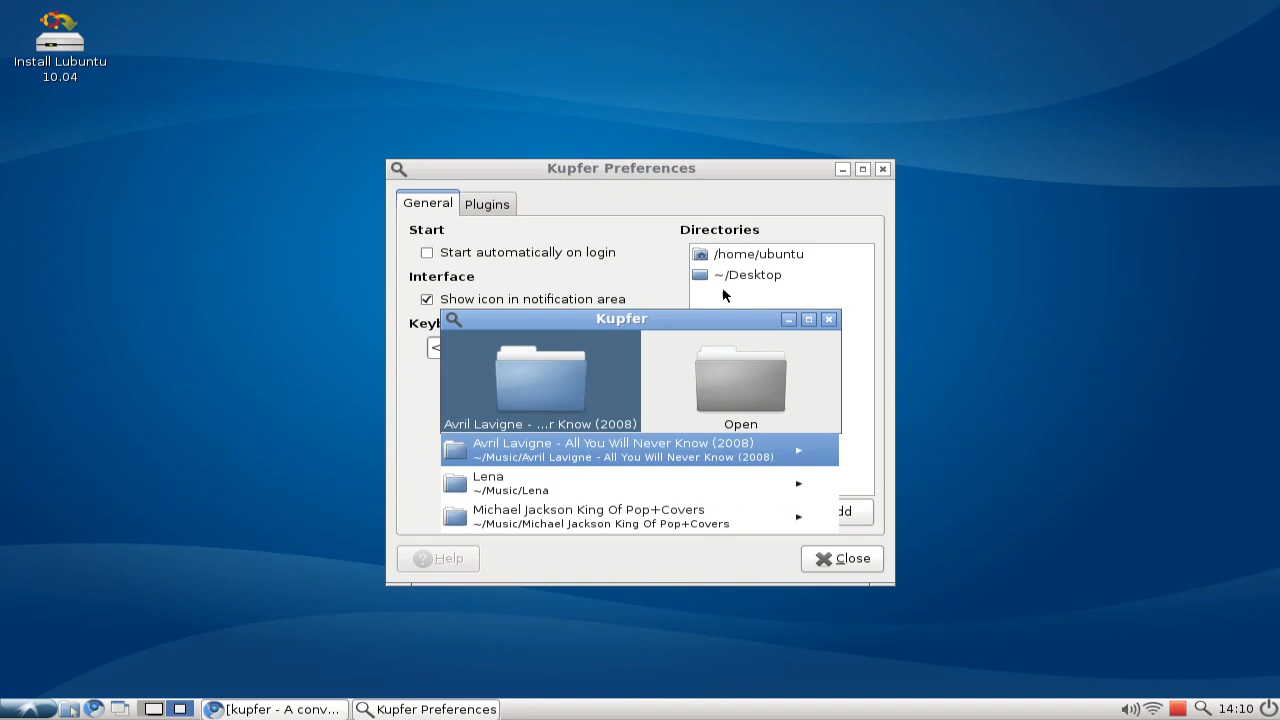 Install Lubuntu
10.04
Kupfer Preferences
General
Plugins
Start
Start automatically on login
Interface
Show icon in notification area
Keyb
<
Directories
/home/ubuntu
~/Desktop
Kupfer
Avril Lavigne - ...r Know (2008)
Open
Avril Lavigne - All You Will Never Know (2008)
~/Music/Avril Lavigne - All You Will Never Know (2008)
Lena
~/Music/Lena
Michael Jackson King Of Pop+Covers
~/Music/Michael Jackson King Of Pop+Covers
dd
Help
Close
[kupfer - A conv...
Kupfer Preferences
14:10